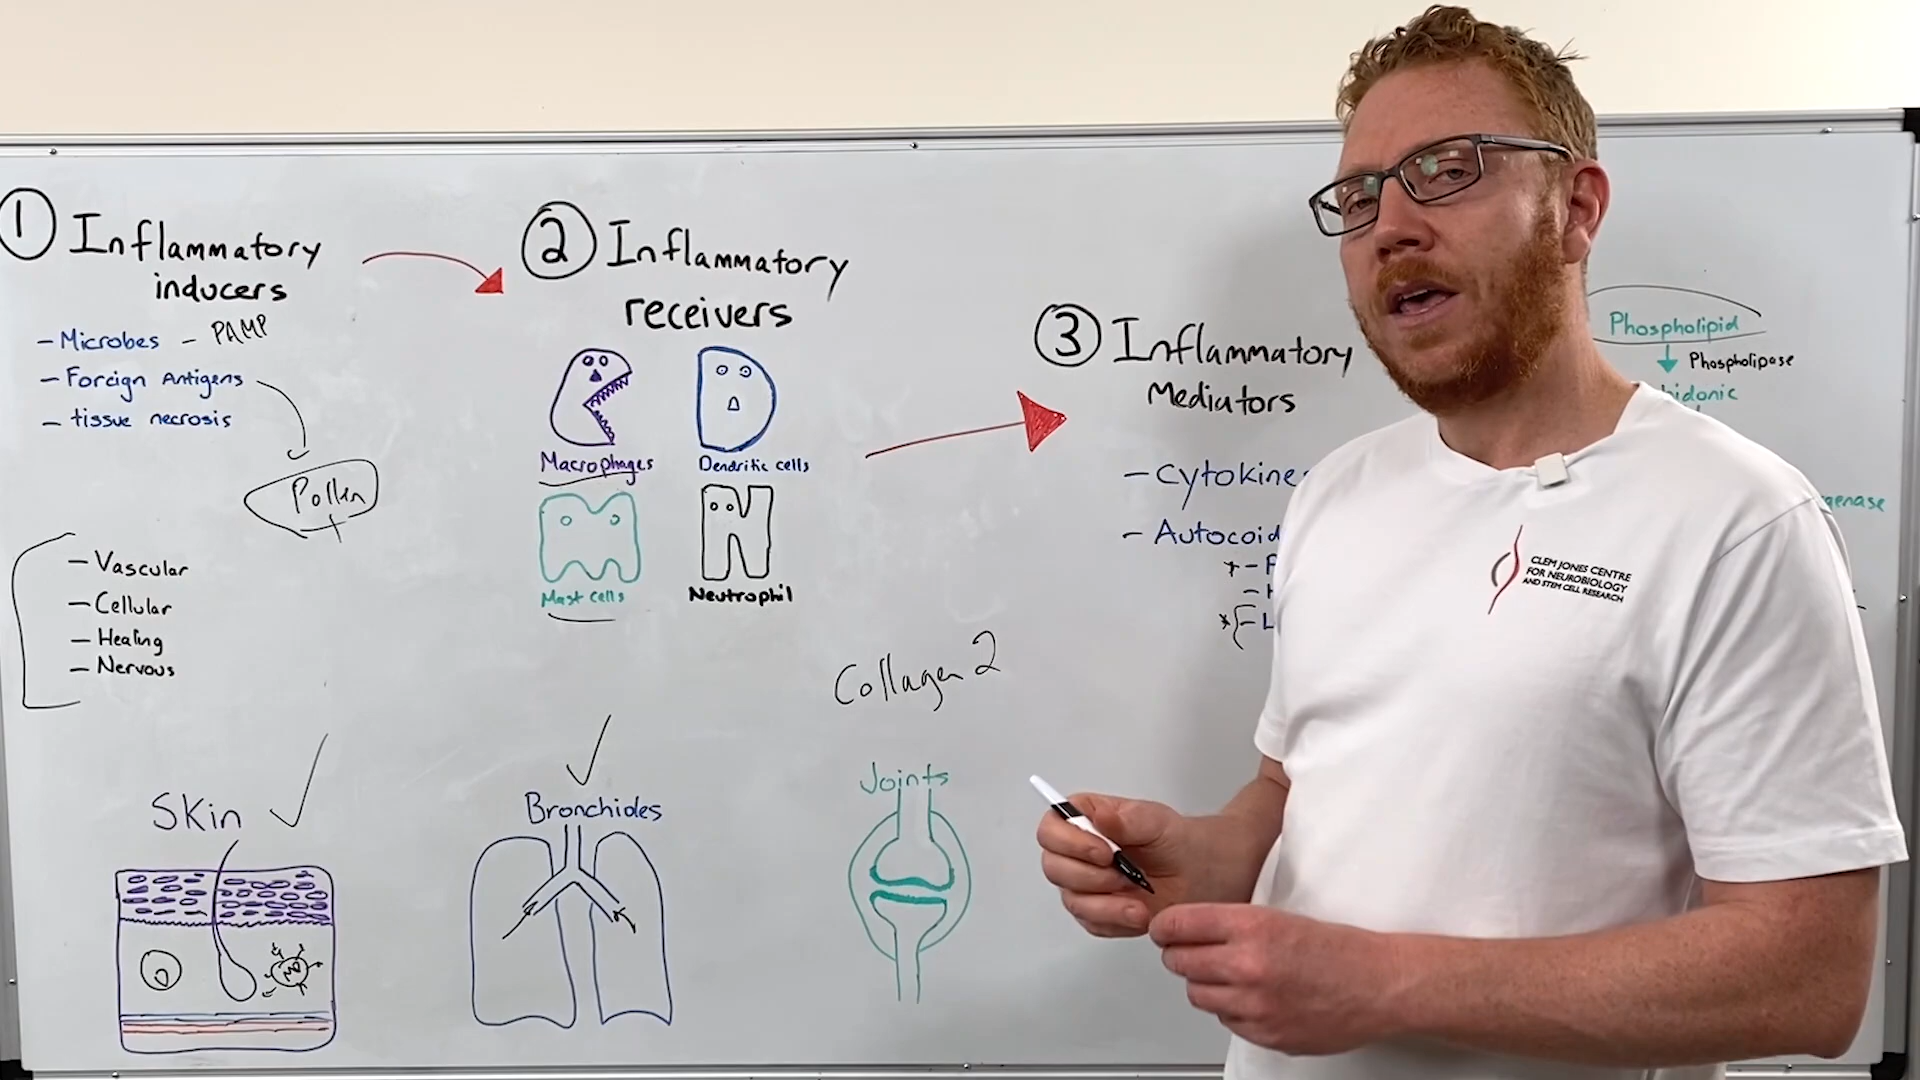 1 Inflammatory
inducers
- Microbes - PAMP
- Foreign Antigens
- tissue necrosis
Pollen
- Vascular
- Cellular
- Healing
- Nervous
2 Inflammatory
receivers
Macrophages
Dendritic cells
Mast cells
Neutrophil
3 Inflammatory
Mediators
- Cytokine
- Autocoid
- P
- H
- L
Phospholipid
Phospholipase
idonic
genase
Collagen 2
Skin
Bronchides
Joints
CLEM JONES CENTRE
FOR NEUROBIOLOGY
AND STEM CELL RESEARCH